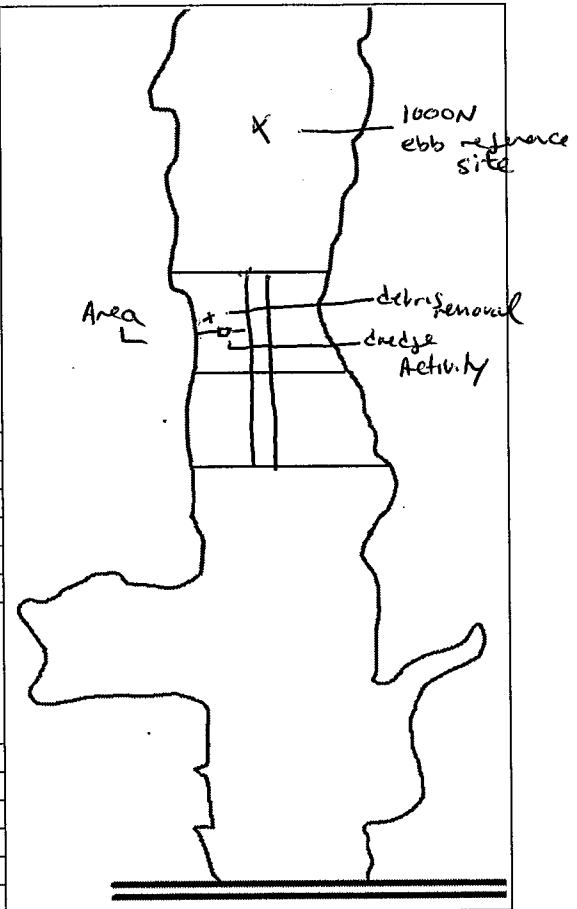 1000N
ebb reference
site
debris removal
Area
L
dredge
Activity